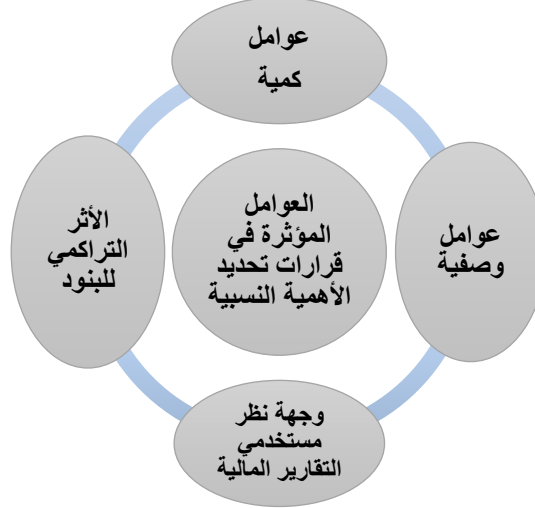 عوامل
كمية
العوامل
المؤثرة في
قرارات تحديد
الأهمية النسبية
عوامل
وصفية
الأثر
التراكمي
للبنود
وجهة نظر
مستخدمي
التقارير المالية